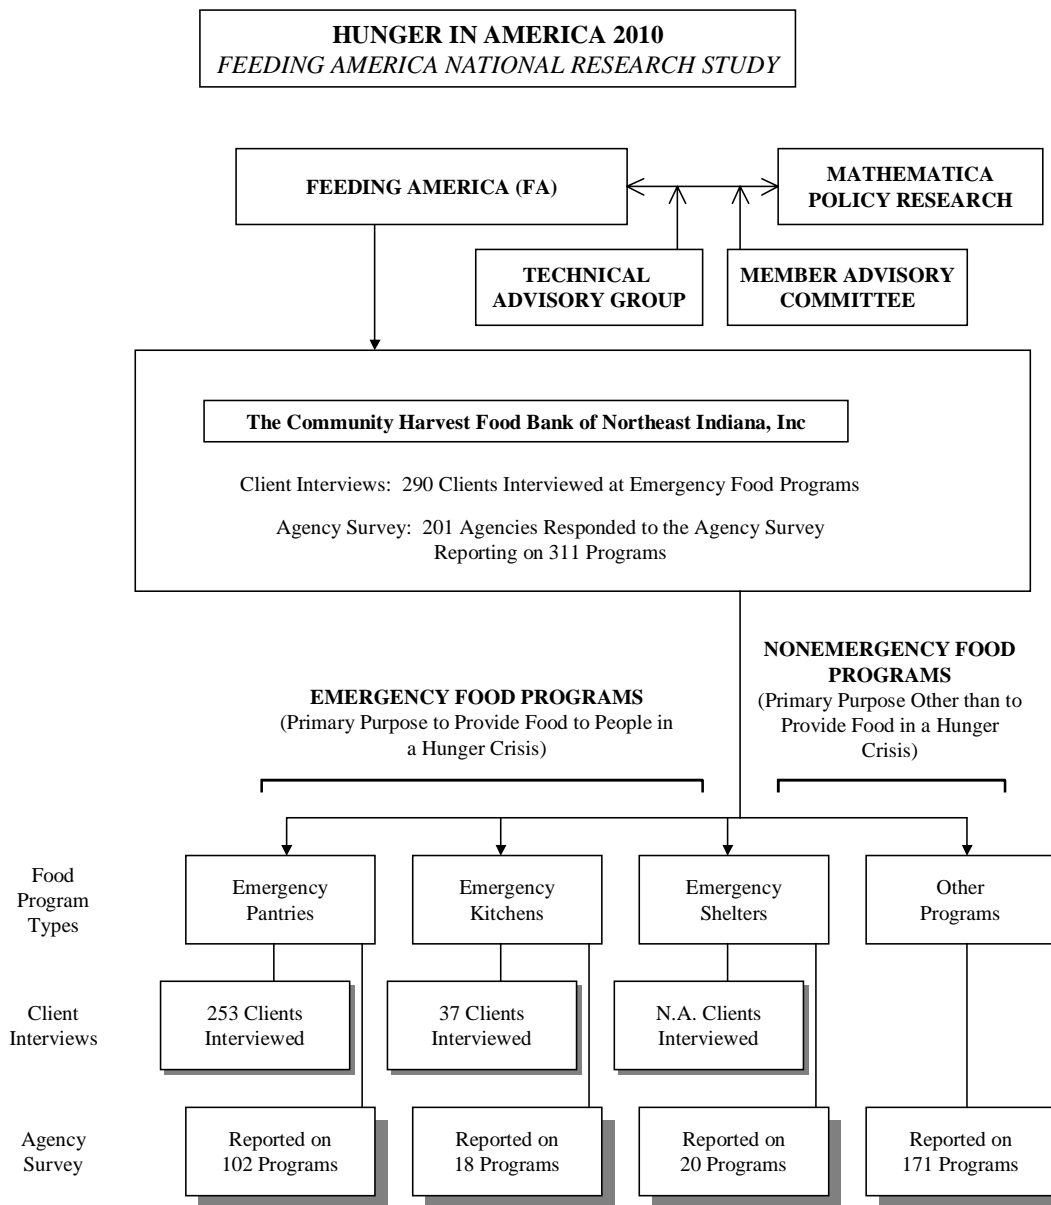 HUNGER IN AMERICA 2010
FEEDING AMERICA NATIONAL RESEARCH STUDY
FEEDING AMERICA (FA)
MATHEMATICA
POLICY RESEARCH
TECHNICAL
ADVISORY GROUP
MEMBER ADVISORY
COMMITTEE
The Community Harvest Food Bank of Northeast Indiana, Inc
Client Interviews:  290 Clients Interviewed at Emergency Food Programs
Agency Survey:  201 Agencies Responded to the Agency Survey
Reporting on 311 Programs
EMERGENCY FOOD PROGRAMS
(Primary Purpose to Provide Food to People in
a Hunger Crisis)
NONEMERGENCY FOOD
PROGRAMS
(Primary Purpose Other than to
Provide Food in a Hunger
Crisis)
Food
Program
Types
Emergency
Pantries
Emergency
Kitchens
Emergency
Shelters
Other
Programs
Client
Interviews
253 Clients
Interviewed
37 Clients
Interviewed
N.A. Clients
Interviewed
Agency
Survey
Reported on
102 Programs
Reported on
18 Programs
Reported on
20 Programs
Reported on
171 Programs